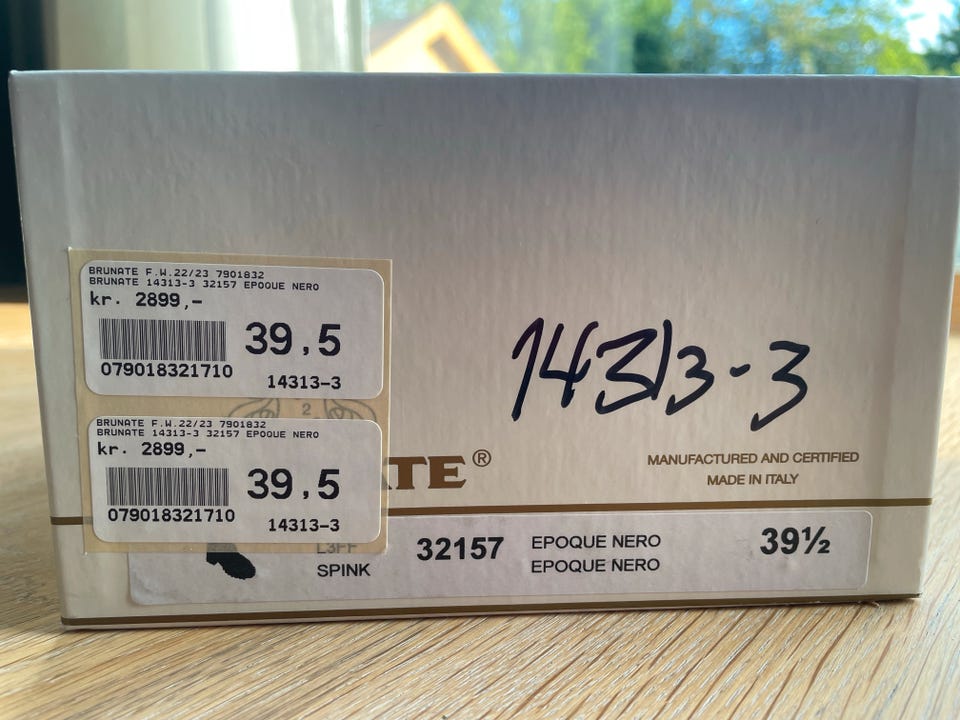 BRUNATE F.W.22/23 7901832
BRUNATE 14313-3 32157 EPOQUE NERO
kr. 2899,-
39,5
079018321710
14313-3
14313-3
2.
BRUNATE F.W.22/23 7901832
BRUNATE 14313-3 32157 EPOQUE NERO
kr. 2899,-
39,5
079018321710
14313-3
ATE®
MANUFACTURED AND CERTIFIED
MADE IN ITALY
SPINK
32157
EPOQUE NERO
EPOQUE NERO
39½